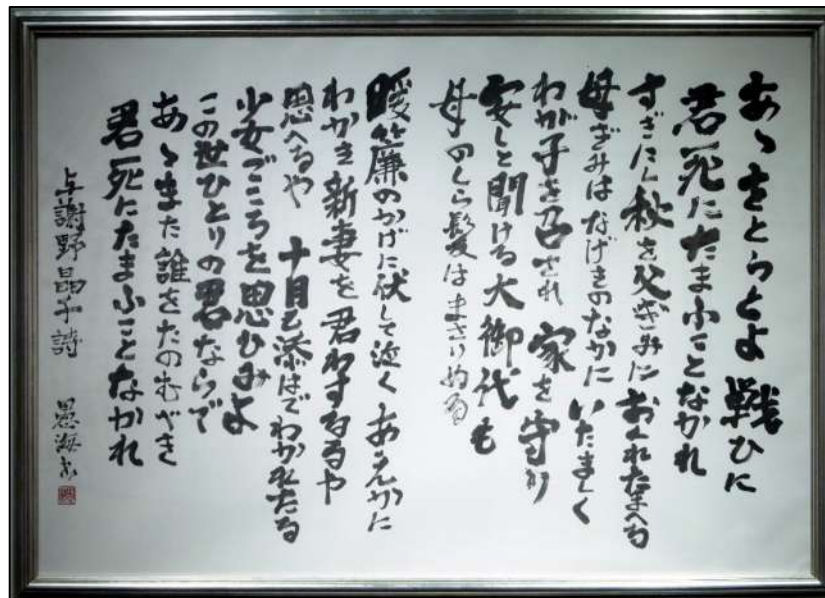 あゝをとうとよ戦ひに
君死にたまふことなかれ
すぎにし秋を父ぎみに おくれたまへる
母ぎみはなげきのなかに いたましく
わが子を召され 家を守り
安しと聞ける大御代も
母のしら髪はまさりぬる
暖簾のかげに伏して泣く あえかに
わかき新妻を君わするるや
思へるや 十月も添はでわかれたる
少女ごころを思ひみよ
この世ひとりの君ならで
あゝまた誰をたのむべき
君死にたまふことなかれ
与謝野晶子詩